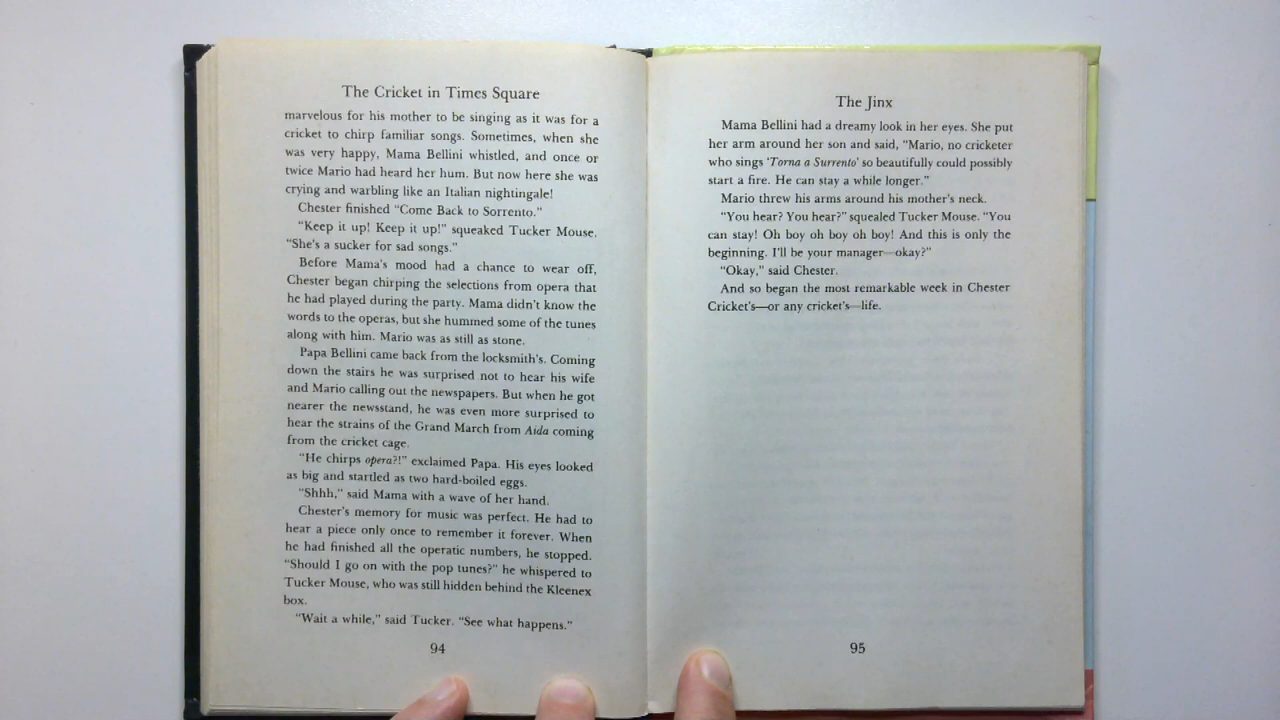 The Cricket in Times Square
marvelous for his mother to be singing as it was for a
cricket to chirp familiar songs. Sometimes, when she
was very happy, Mama Bellini whistled, and once or
twice Mario had heard her hum. But now here she was
crying and warbling like an Italian nightingale!
Chester finished “Come Back to Sorrento.”
“Keep it up! Keep it up!” squeaked Tucker Mouse.
“She’s a sucker for sad songs.”
Before Mama’s mood had a chance to wear off,
Chester began chirping the selections from opera that
he had played during the party. Mama didn’t know the
words to the operas, but she hummed some of the tunes
along with him. Mario was as still as stone.
Papa Bellini came back from the locksmith’s. Coming
down the stairs he was surprised not to hear his wife
and Mario calling out the newspapers. But when he got
nearer the newsstand, he was even more surprised to
hear the strains of the Grand March from Aida coming
from the cricket cage.
“He chirps opera?!” exclaimed Papa. His eyes looked
as big and startled as two hard-boiled eggs.
“Shhh,” said Mama with a wave of her hand.
Chester’s memory for music was perfect. He had to
hear a piece only once to remember it forever. When
he had finished all the operatic numbers, he stopped.
“Should I go on with the pop tunes?” he whispered to
Tucker Mouse, who was still hidden behind the Kleenex
box.
“Wait a while,” said Tucker. “See what happens.”
94
The Jinx
Mama Bellini had a dreamy look in her eyes. She put
her arm around her son and said, “Mario, no cricketer
who sings ‘Torna a Surrento’ so beautifully could possibly
start a fire. He can stay a while longer.”
Mario threw his arms around his mother’s neck.
“You hear? You hear?” squealed Tucker Mouse. “You
can stay! Oh boy oh boy oh boy! And this is only the
beginning. I’ll be your manager—okay?”
“Okay,” said Chester.
And so began the most remarkable week in Chester
Cricket’s—or any cricket’s—life.
95